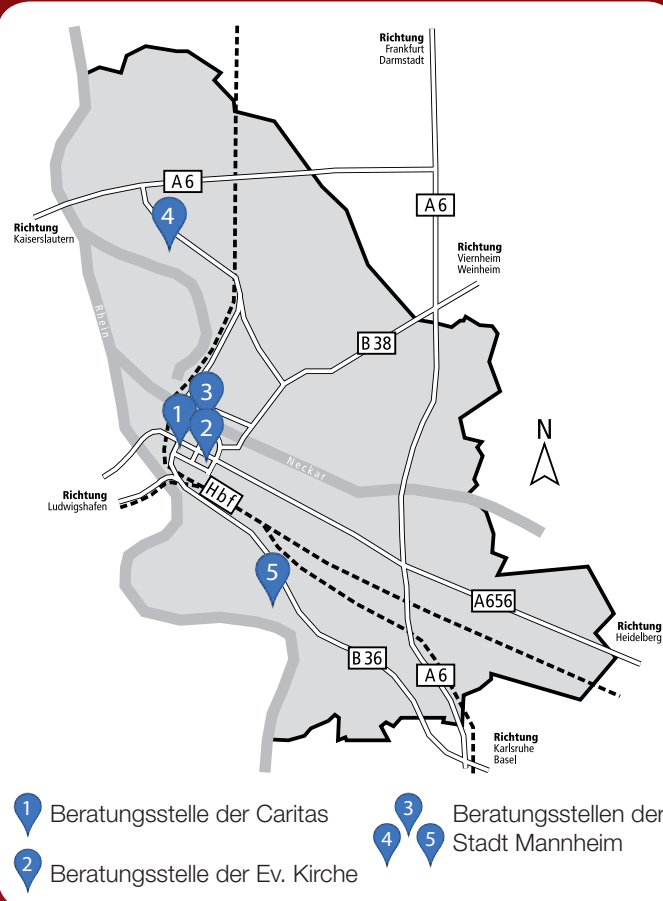 Richtung
Frankfurt
Darmstadt
A 6
A 6
4
Richtung
Kaiserslautern
Richtung
Viernheim
Weinheim
Rhein
B 38
3
1
2
N
Neckar
Richtung
Ludwigshafen
Hbf
5
A656
Richtung
Heidelberg
B 36
A 6
Richtung
Karlsruhe
Basel
1 Beratungsstelle der Caritas
2 Beratungsstelle der Ev. Kirche
3
4 5
Beratungsstellen der
Stadt Mannheim